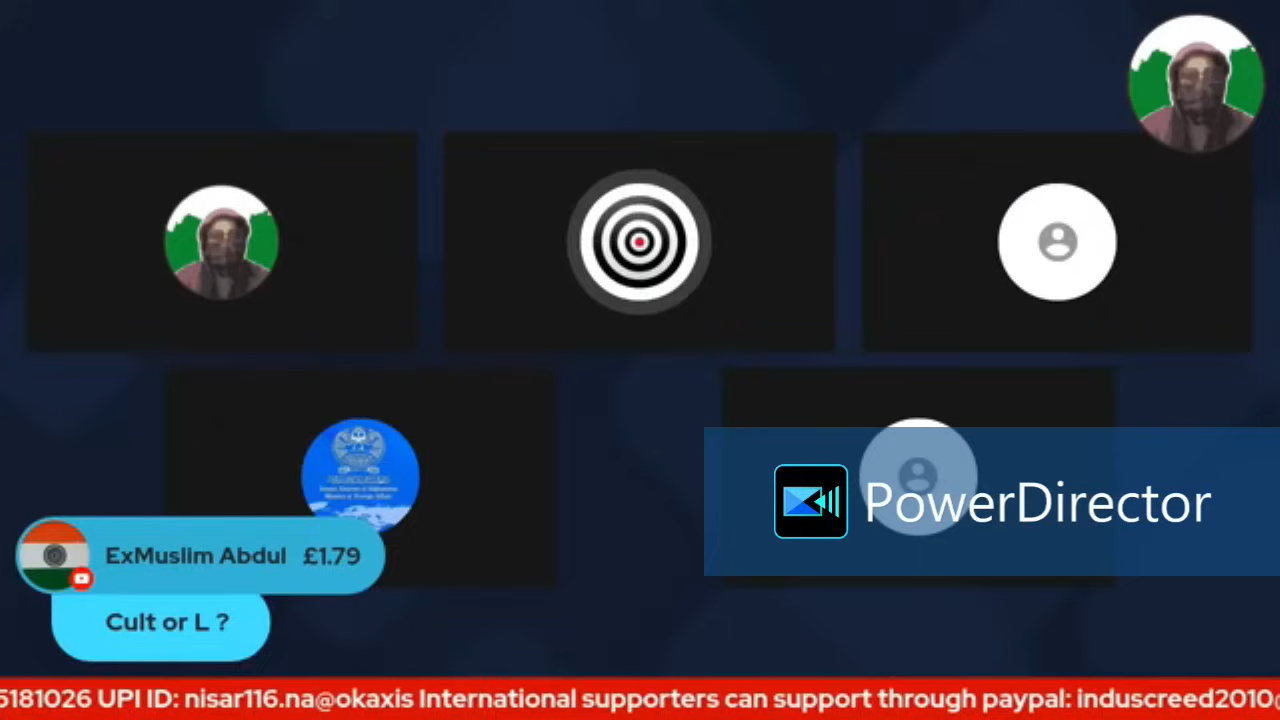 PowerDirector
ExMuslim Abdul £1.79
Cult or L ?
5181026 UPI ID: nisar116.na@okaxis International supporters can support through paypal: induscreed2010@